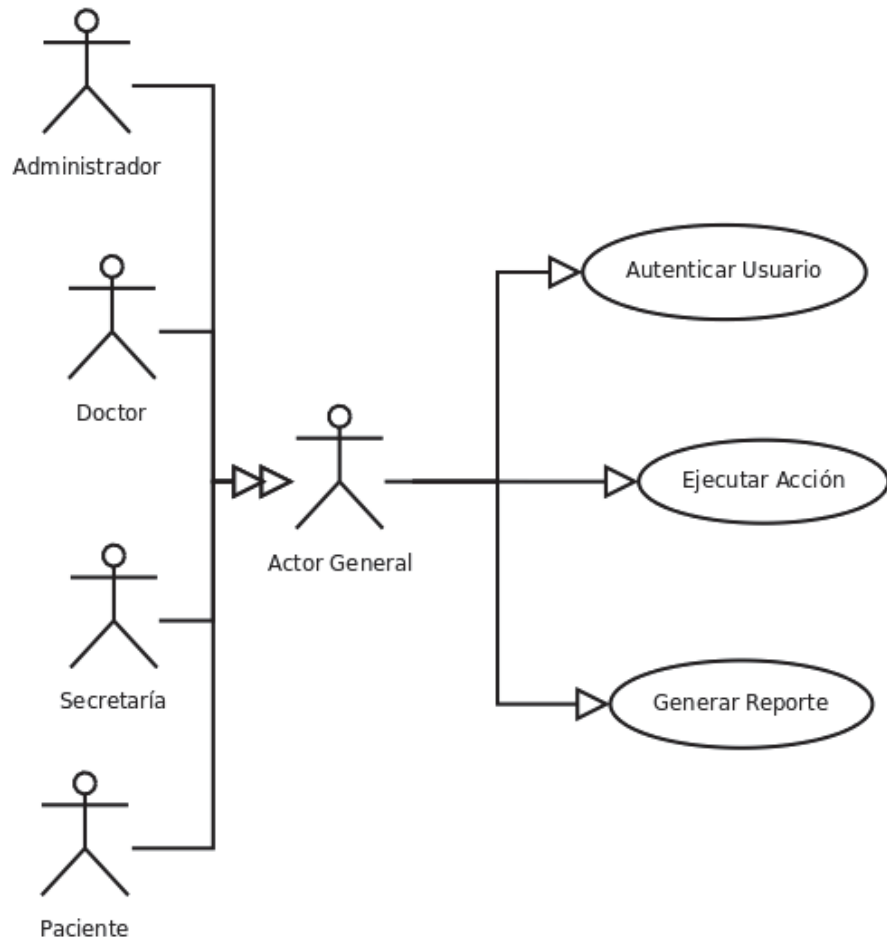 Administrador
Autenticar Usuario
Doctor
Ejecutar Acción
Actor General
Secretaría
Generar Reporte
Paciente